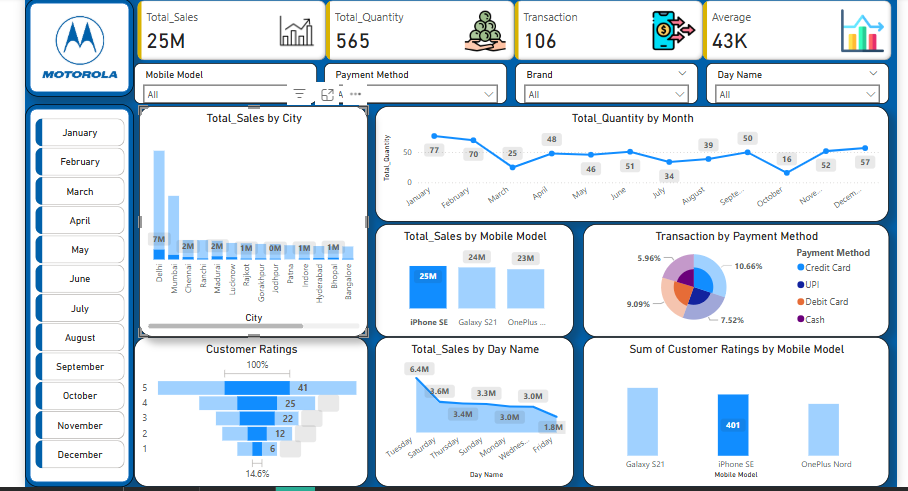 MOTOROLA
Total_Sales
25M
Total_Quantity
565
Transaction
106
Average
43K
Mobile Model
All
Payment Method
Brand
All
Day Name
All
January
February
March
April
May
June
July
August
September
October
November
December
Total_Sales by City
7M
2M
2M
1M
0M
1M
1M
Delhi
Mumbai
Chennai
Ranchi
Madurai
Lucknow
Rajkot
Gorakhpur
Jodhpur
Patna
Indore
Hyderabad
Bhopal
Bangalore
City
Total_Quantity by Month
Total_Quantity
50
0
77
70
25
48
46
51
34
39
50
16
52
57
January
February
March
April
May
June
July
August
Septe...
October
Nove...
Decem...
Total_Sales by Mobile Model
25M
24M
23M
iPhone SE
Galaxy S21
OnePlus ...
Transaction by Payment Method
5.96%
10.66%
9.09%
7.52%
Payment Method
Credit Card
UPI
Debit Card
Cash
Customer Ratings
100%
5
41
4
25
3
22
2
12
1
6
14.6%
Total_Sales by Day Name
6.4M
3.6M
3.4M
3.3M
3.0M
3.0M
1.8M
Tuesday
Saturday
Thursday
Sunday
Monday
Wednes...
Friday
Day Name
Sum of Customer Ratings by Mobile Model
401
Galaxy S21
iPhone SE
OnePlus Nord
Mobile Model